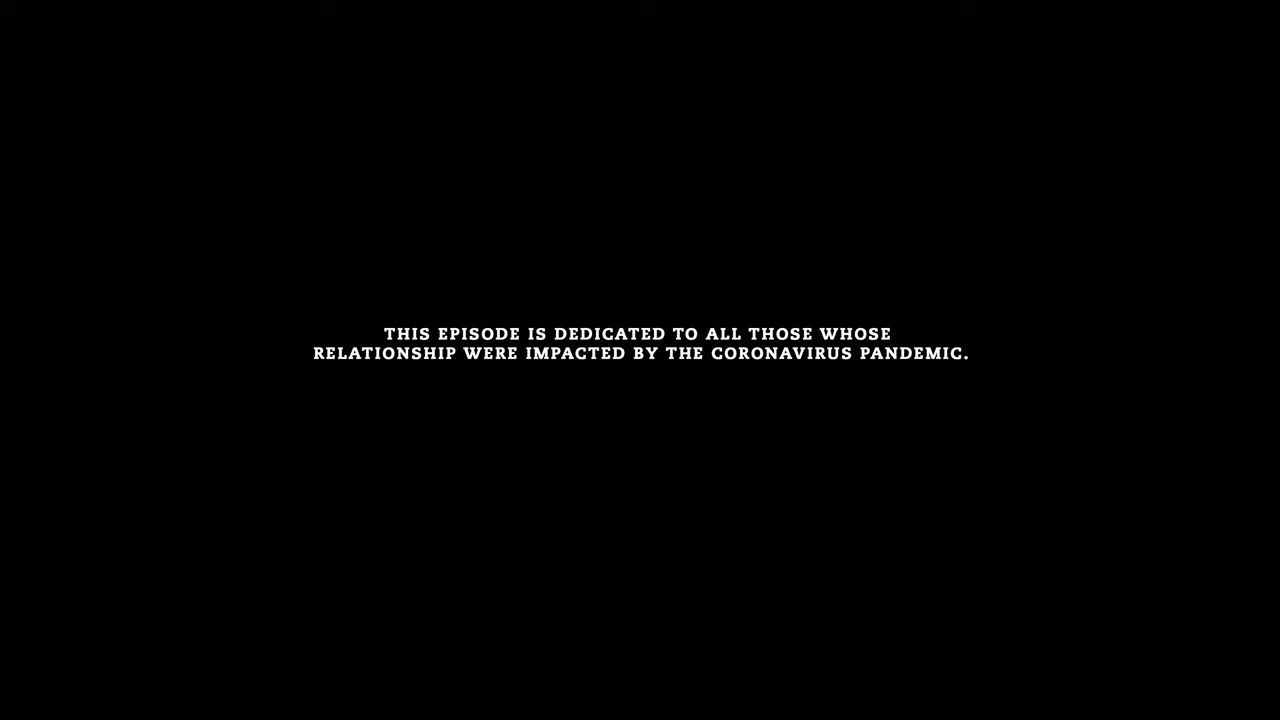 THIS EPISODE IS DEDICATED TO ALL THOSE WHOSE
RELATIONSHIP WERE IMPACTED BY THE CORONAVIRUS PANDEMIC.